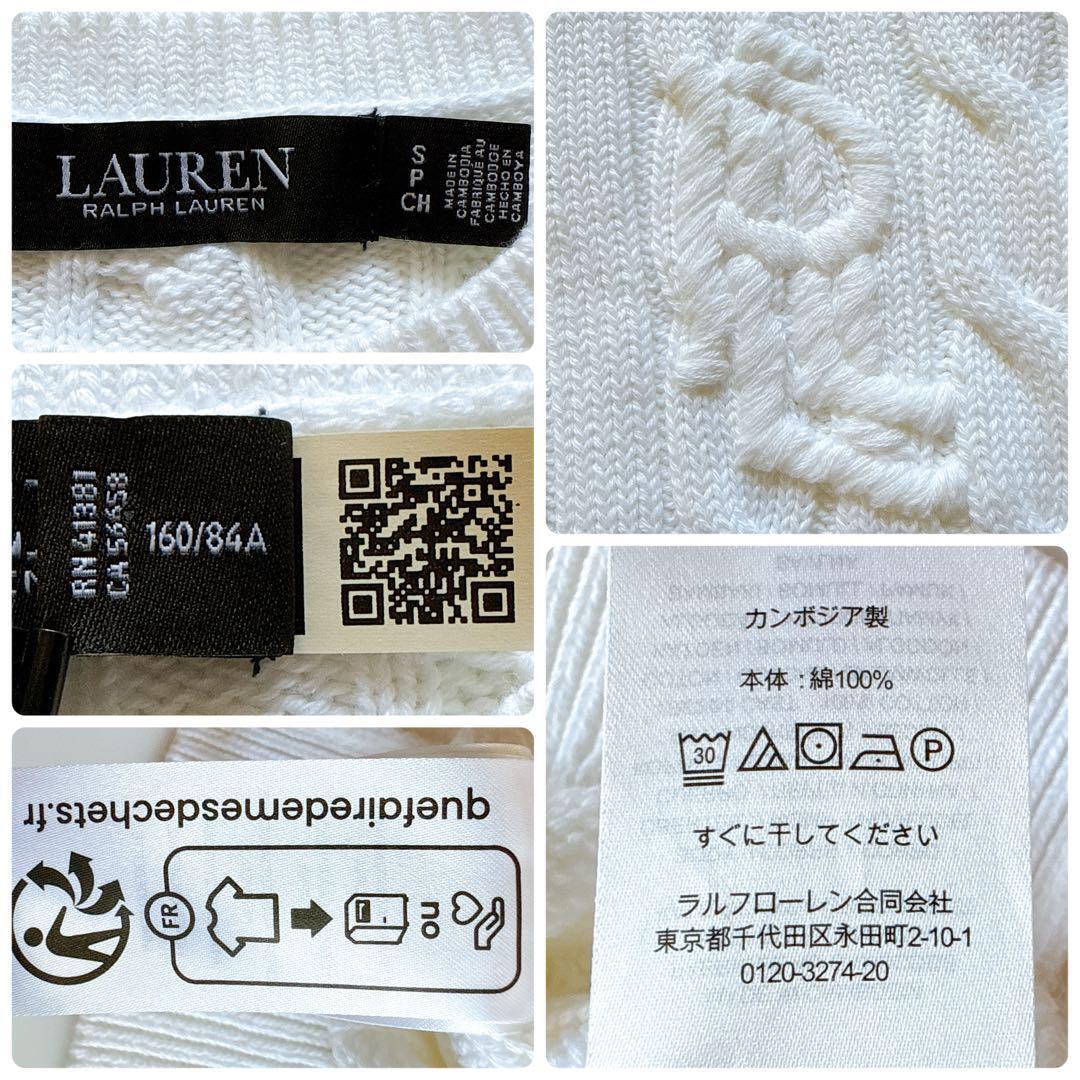 LAUREN
RALPH LAUREN
S
P
CH
MADE IN
CAMBODIA
FABRIQUE AU
CAMBODGE
HECHO EN
CAMBOYA
RN 41381
CA 56458
160/84A
quefairedemesdechets.fr
FR
OU
カンボジア製
本体 : 綿100%
30
P
すぐに干してください
ラルフローレン合同会社
東京都千代田区永田町2-10-1
0120-3274-20